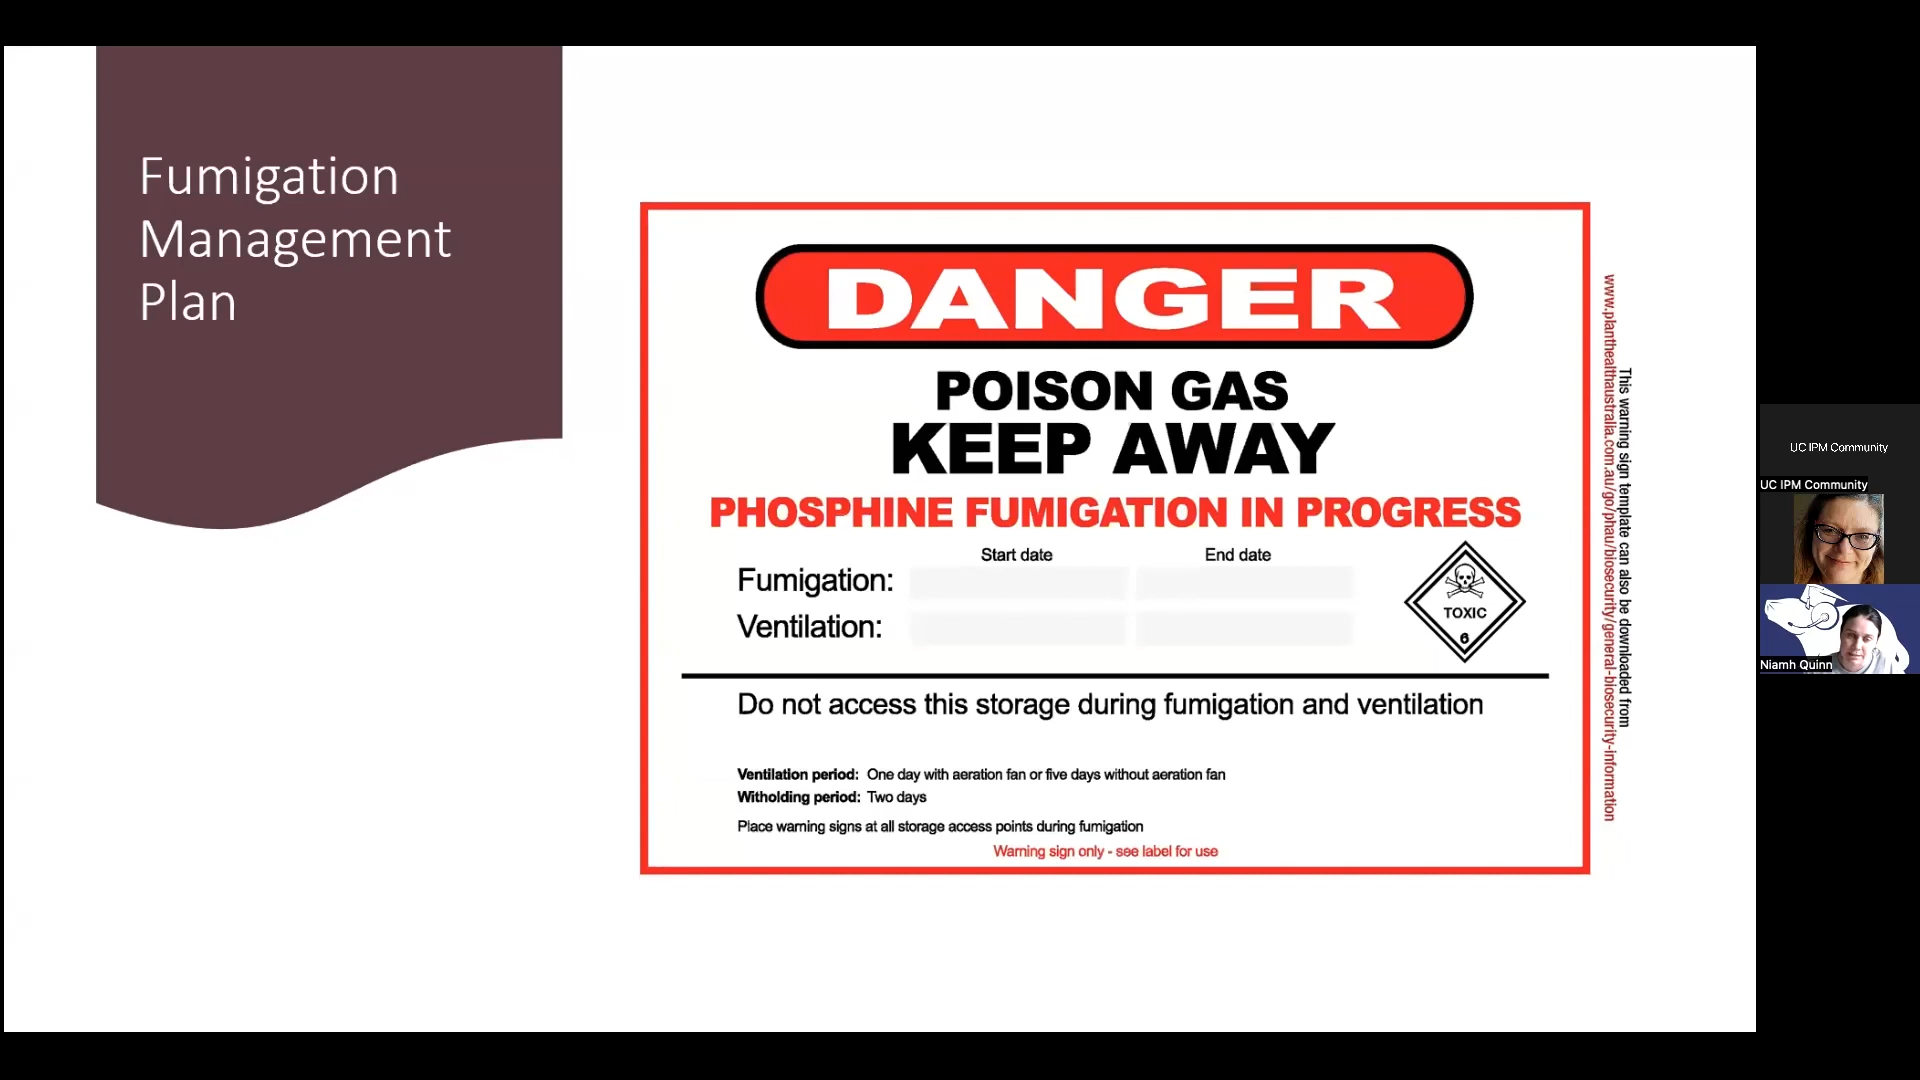 Fumigation
Management
Plan
DANGER
POISON GAS
KEEP AWAY
PHOSPHINE FUMIGATION IN PROGRESS
Start date
End date
Fumigation:
Ventilation:
TOXIC
6
Do not access this storage during fumigation and ventilation
Ventilation period: One day with aeration fan or five days without aeration fan
Witholding period: Two days
Place warning signs at all storage access points during fumigation
Warning sign only - see label for use
This warning sign template can also be downloaded from
www.planthealthaustralia.com.au/go/phau/biosecurity/general-biosecurity-information
UC IPM Community
UC IPM Community
Niamh Quinn